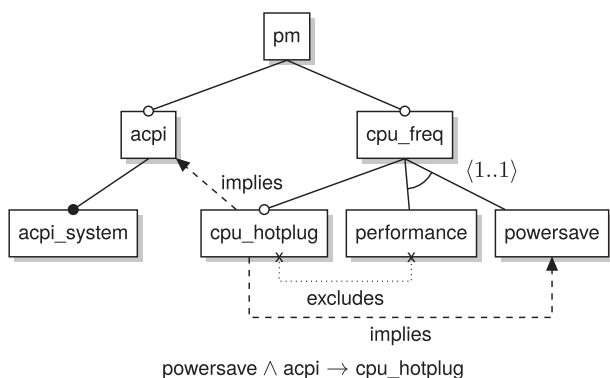 pm
acpi
cpu_freq
implies
⟨1..1⟩
acpi_system
cpu_hotplug
performance
powersave
x
x
excludes
implies
powersave ∧ acpi → cpu_hotplug